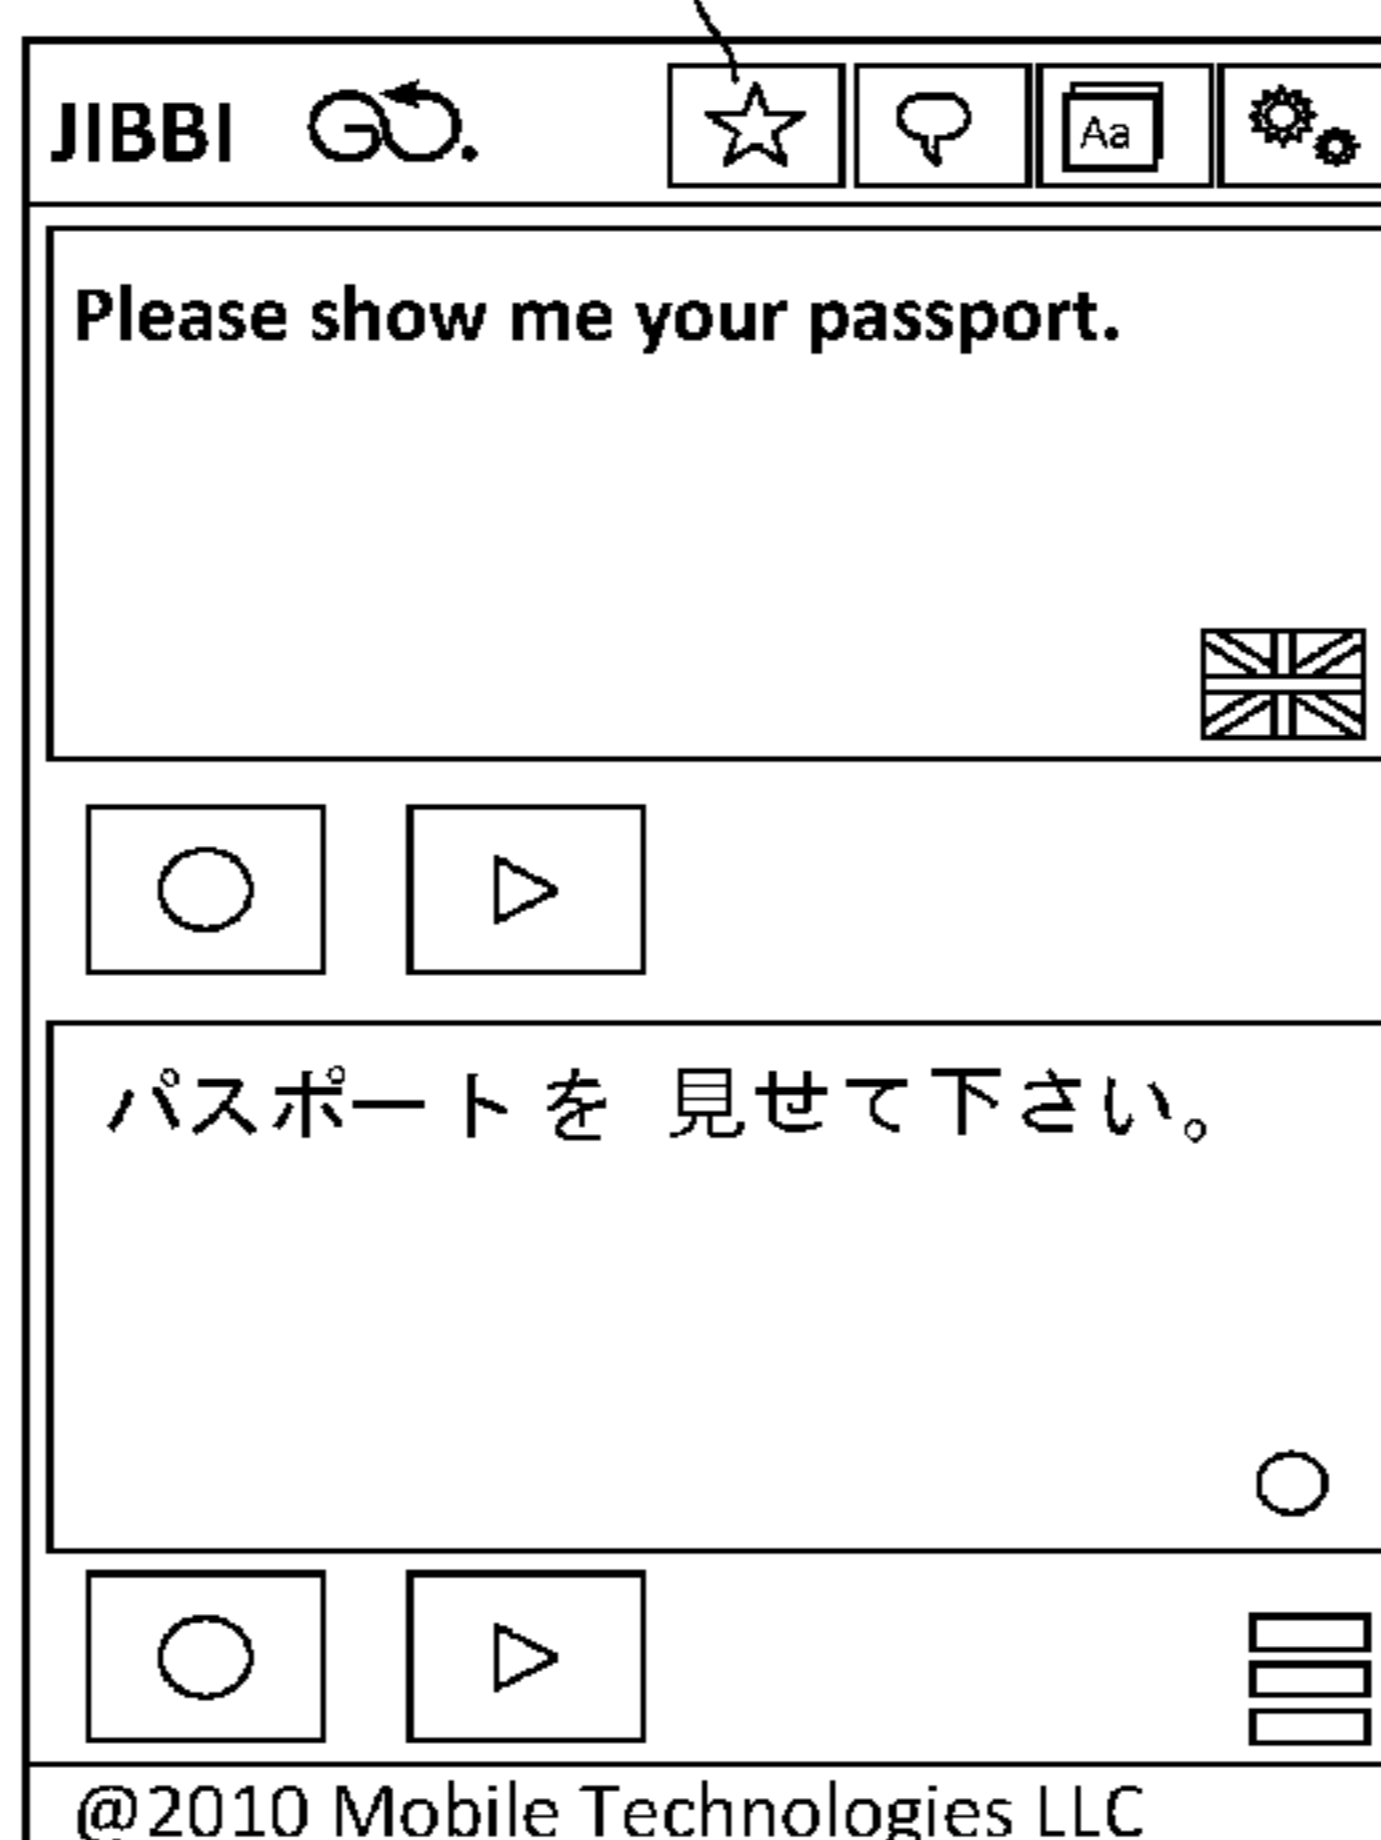 JIBBI GO.
Aa
Please show me your passport.
パスポートを 見せて下さい。
@2010 Mobile Technologies LLC